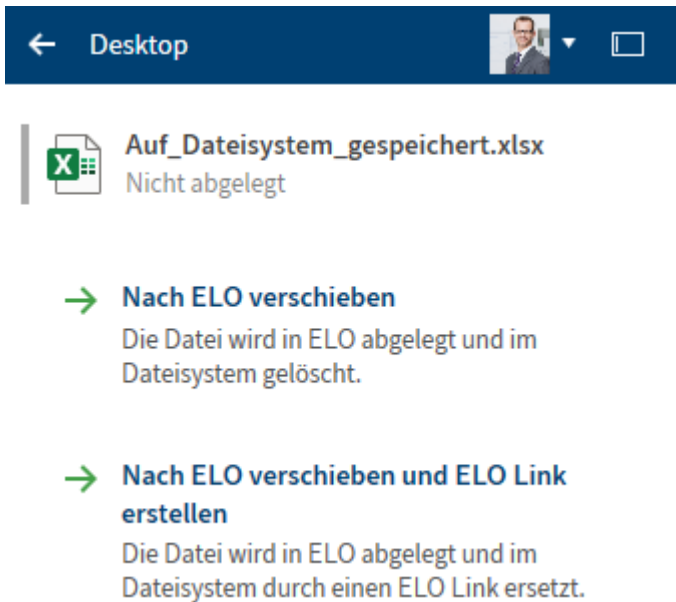 Desktop
Auf_Dateisystem_gespeichert.xlsx
Nicht abgelegt
Nach ELO verschieben
Die Datei wird in ELO abgelegt und im
Dateisystem gelöscht.
Nach ELO verschieben und ELO Link
erstellen
Die Datei wird in ELO abgelegt und im
Dateisystem durch einen ELO Link ersetzt.